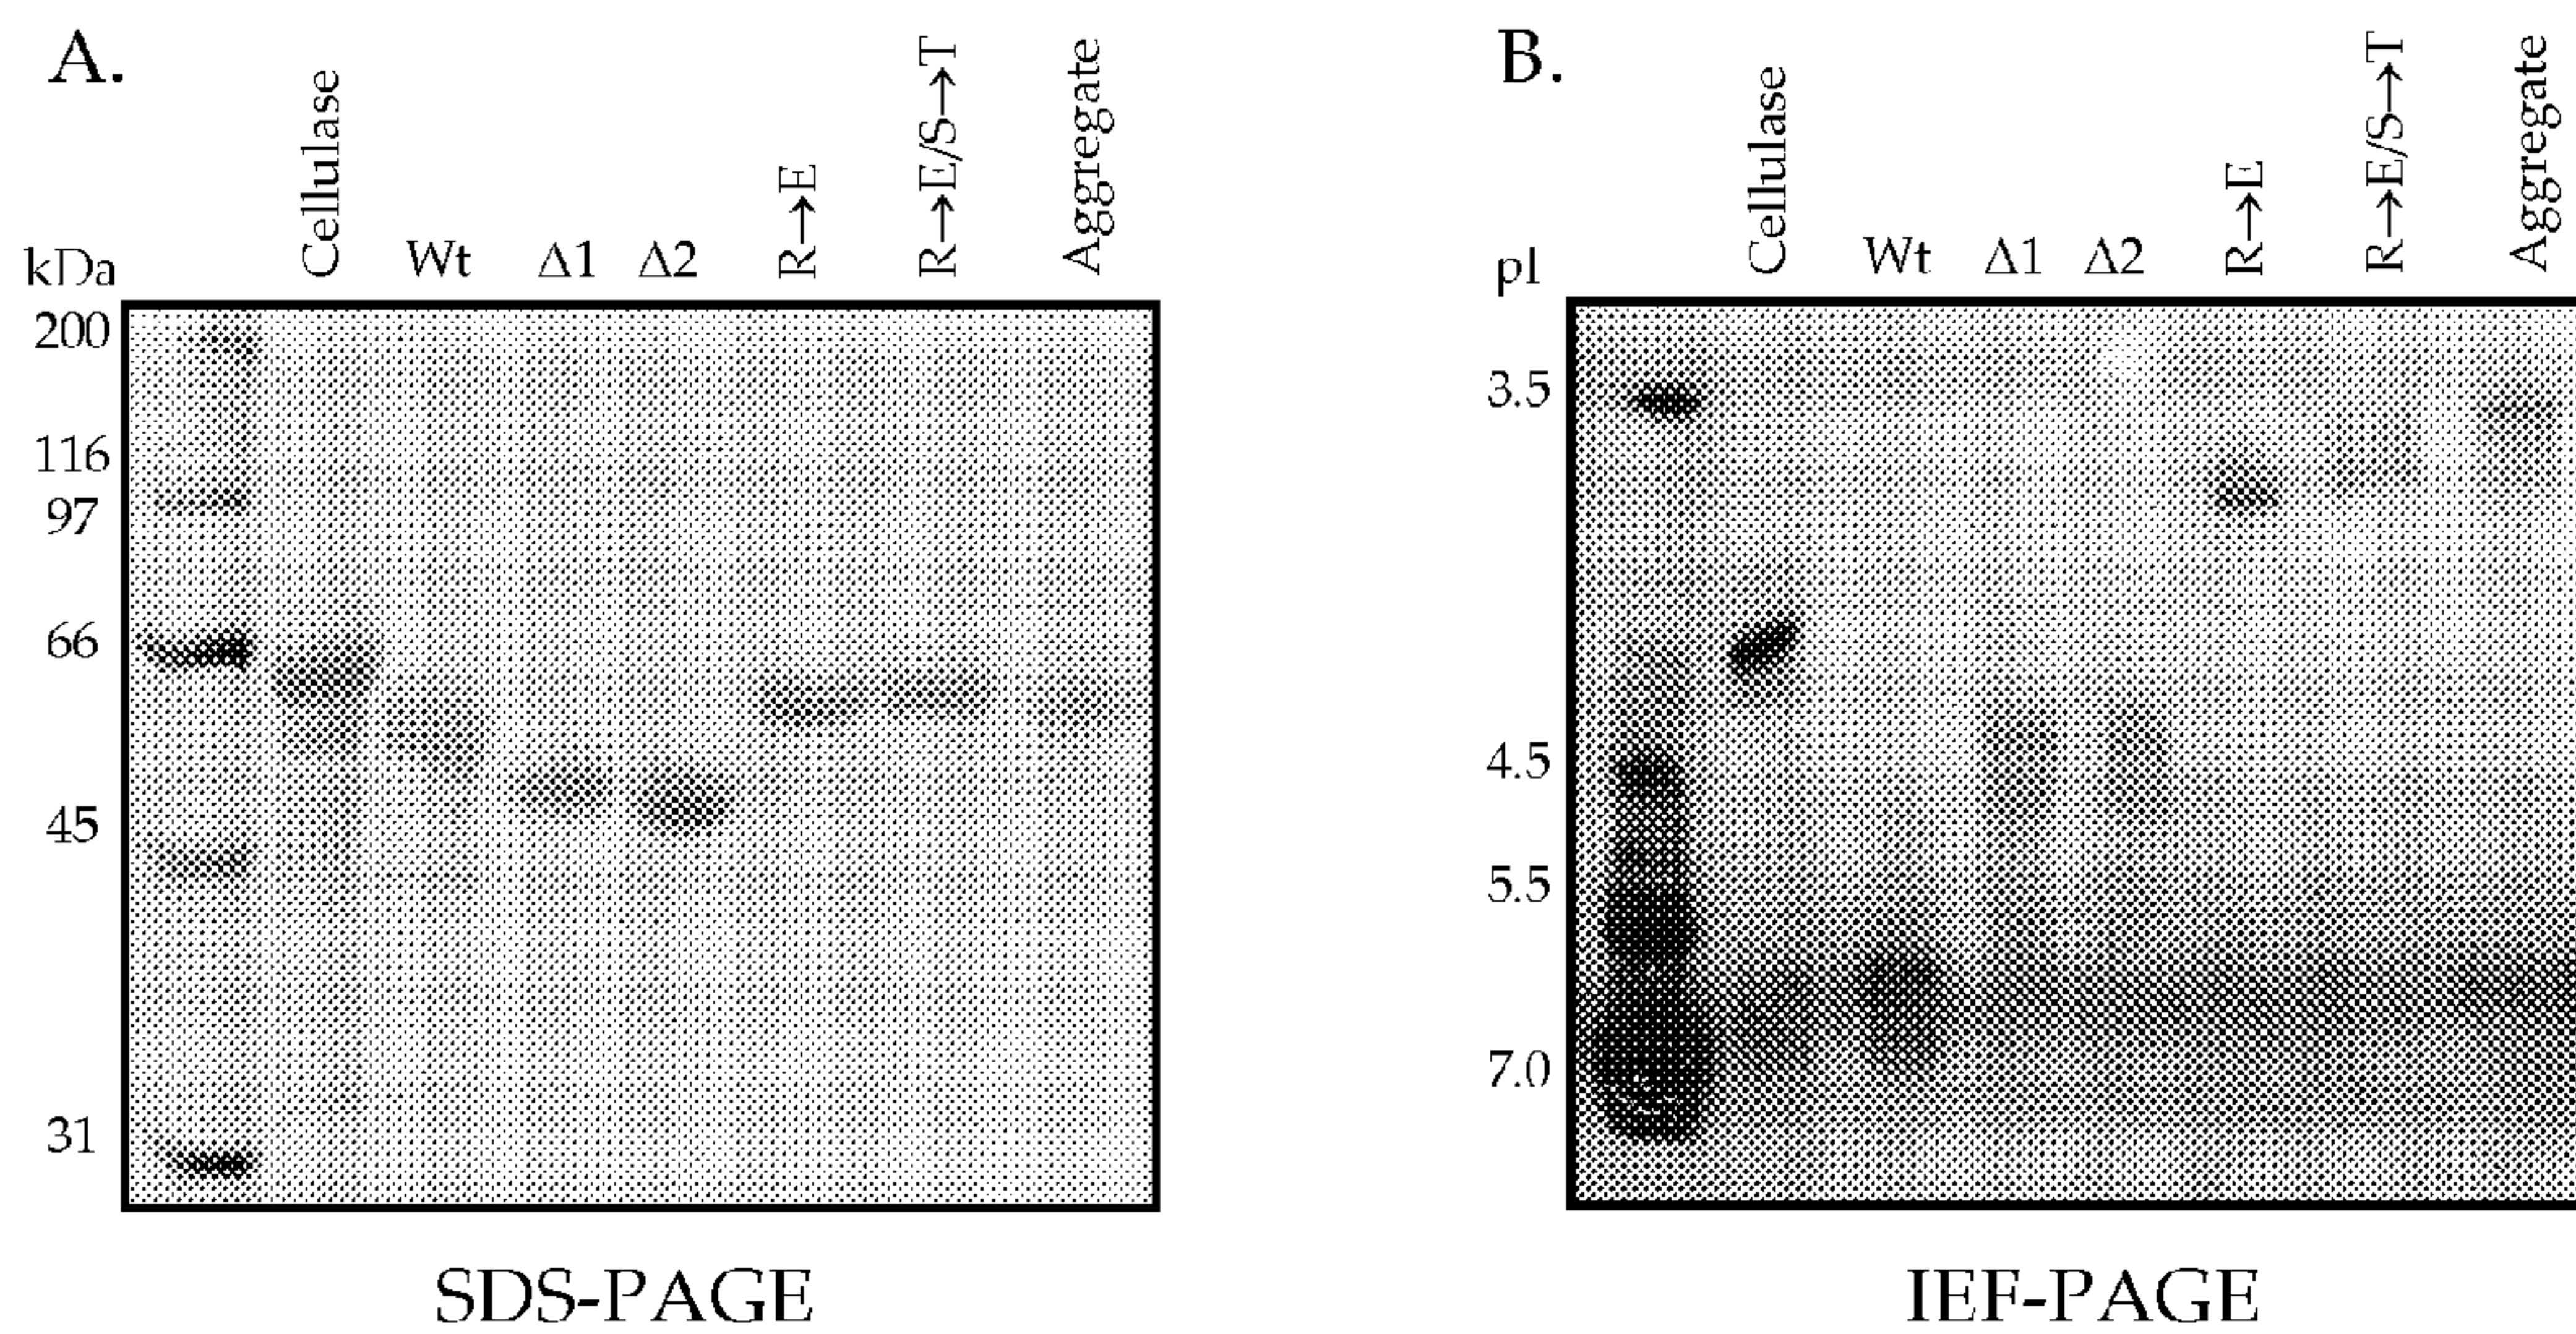 A.
kDa
Cellulase
Wt
Δ1
Δ2
R→E
R→E/S→T
Aggregate
200
116
97
66
45
31
SDS-PAGE
B.
pI
Cellulase
Wt
Δ1
Δ2
R→E
R→E/S→T
Aggregate
3.5
4.5
5.5
7.0
IEF-PAGE